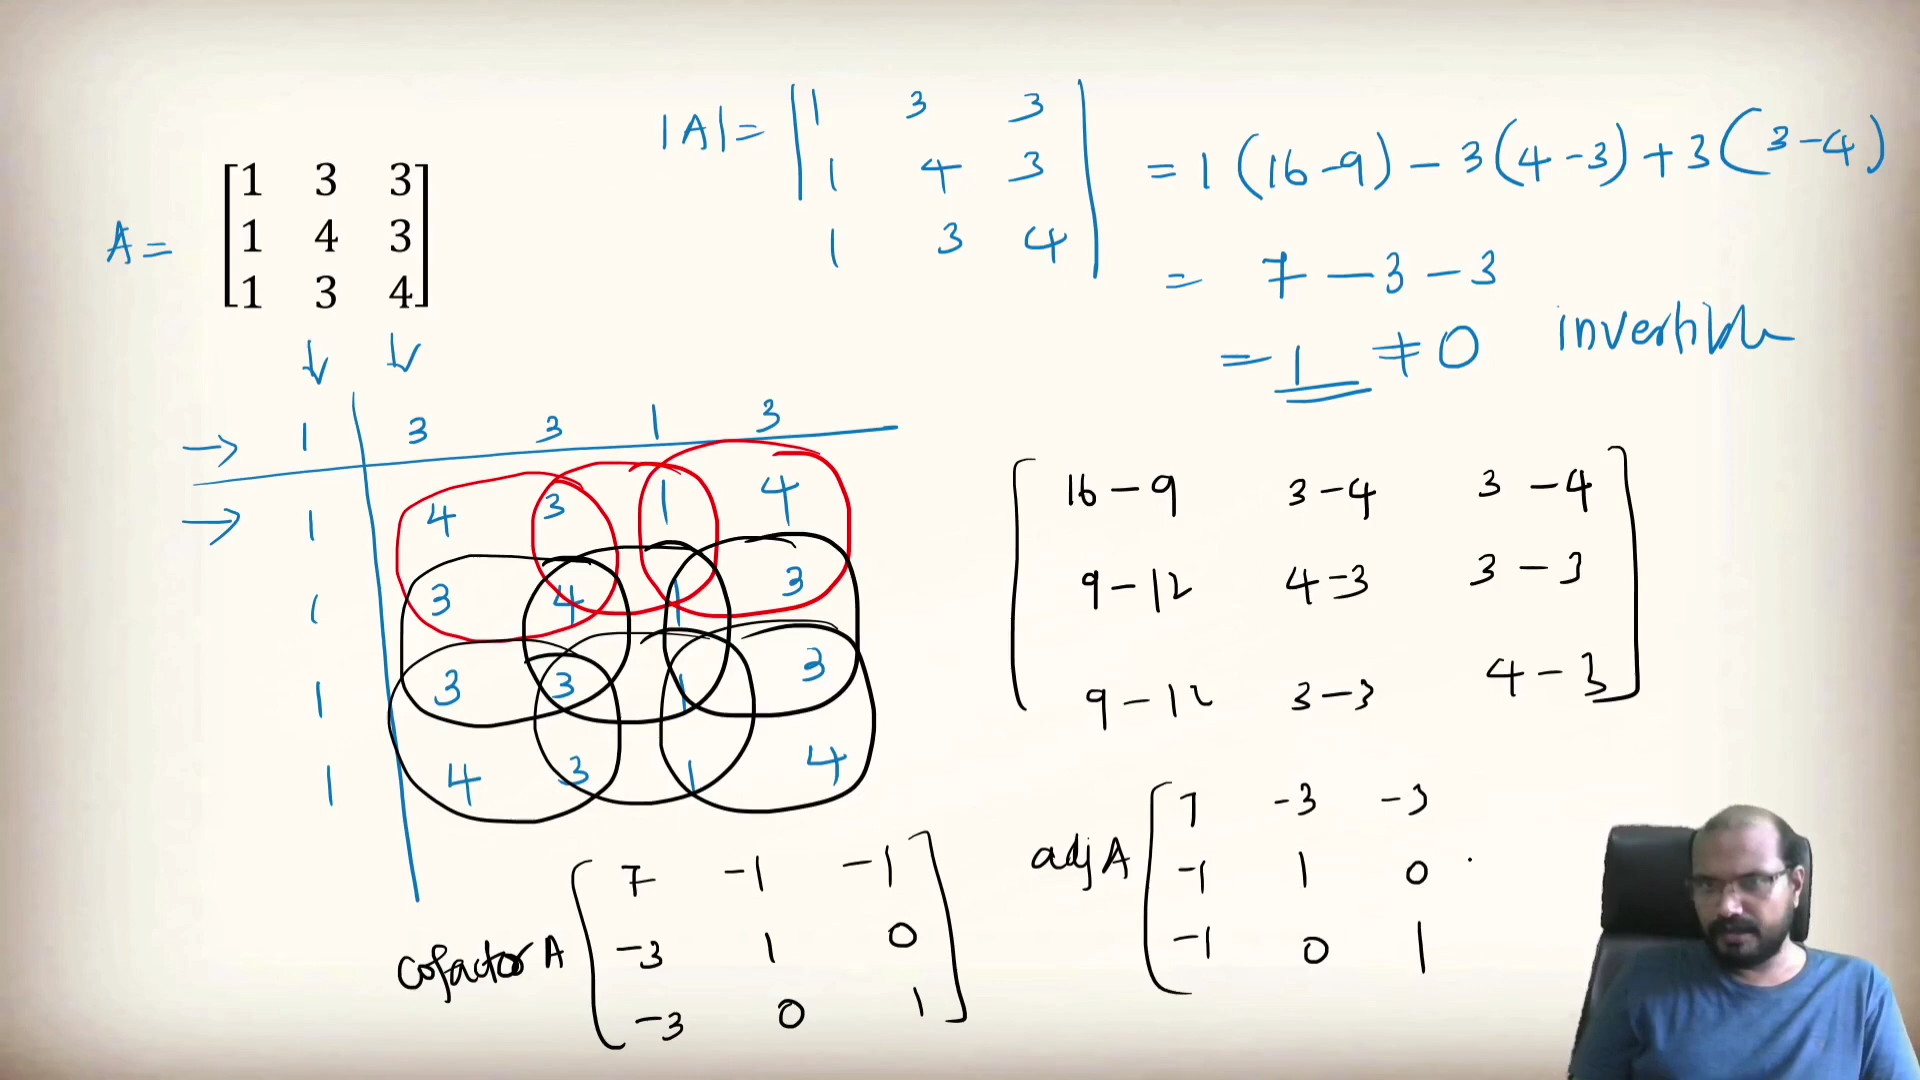 |A| = | 1 3 3 |
| 1 4 3 |
| 1 3 4 |
= 1 (16 - 9) - 3 (4 - 3) + 3 (3 - 4)
= 7 - 3 - 3
= 1 ≠ 0 invertible
A =
[1 3 3]
[1 4 3]
[1 3 4]
↓ ↓
→ 1 | 3 3 1 3
→ 1 | 4 3 1 4
1 | 3 4 1 3
1 | 3 3 1 3
1 | 4 3 1 4
[16 - 9 3 - 4 3 - 4]
[9 - 12 4 - 3 3 - 3]
[9 - 12 3 - 3 4 - 3]
cofactor A
[7 -1 -1]
[-3 1 0]
[-3 0 1]
adj A
[7 -3 -3
-1 1 0
-1 0 1